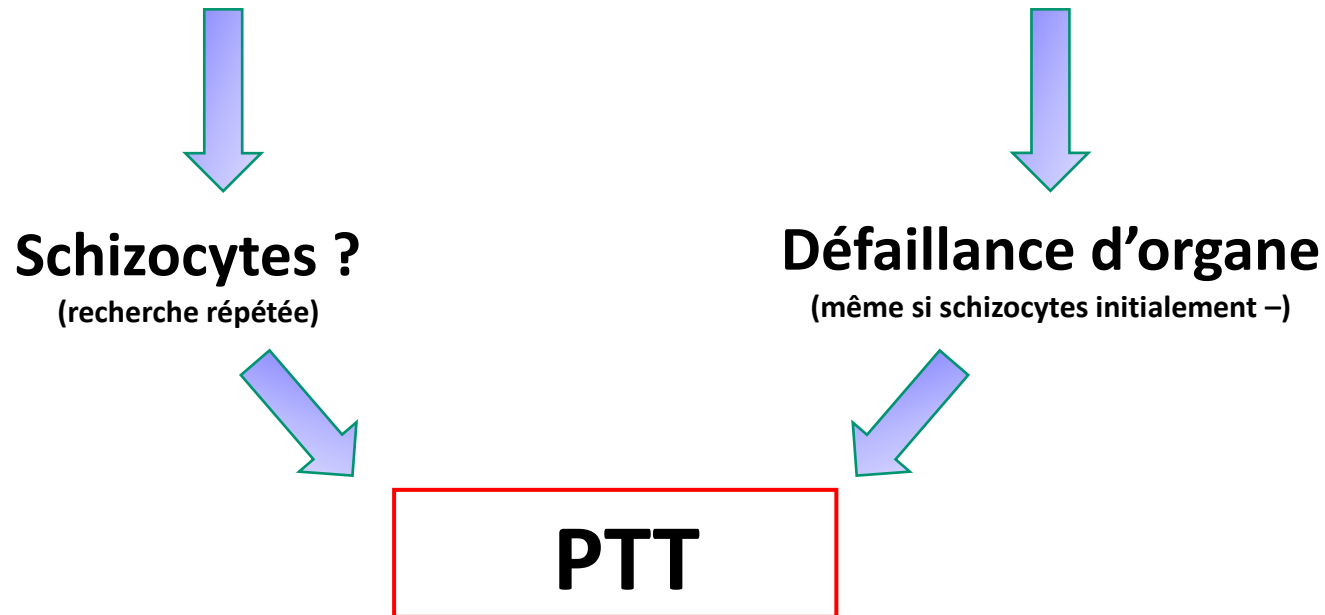 Schizocytes ?
(recherche répétée)
Défaillance d’organe
(même si schizocytes initialement –)
PTT